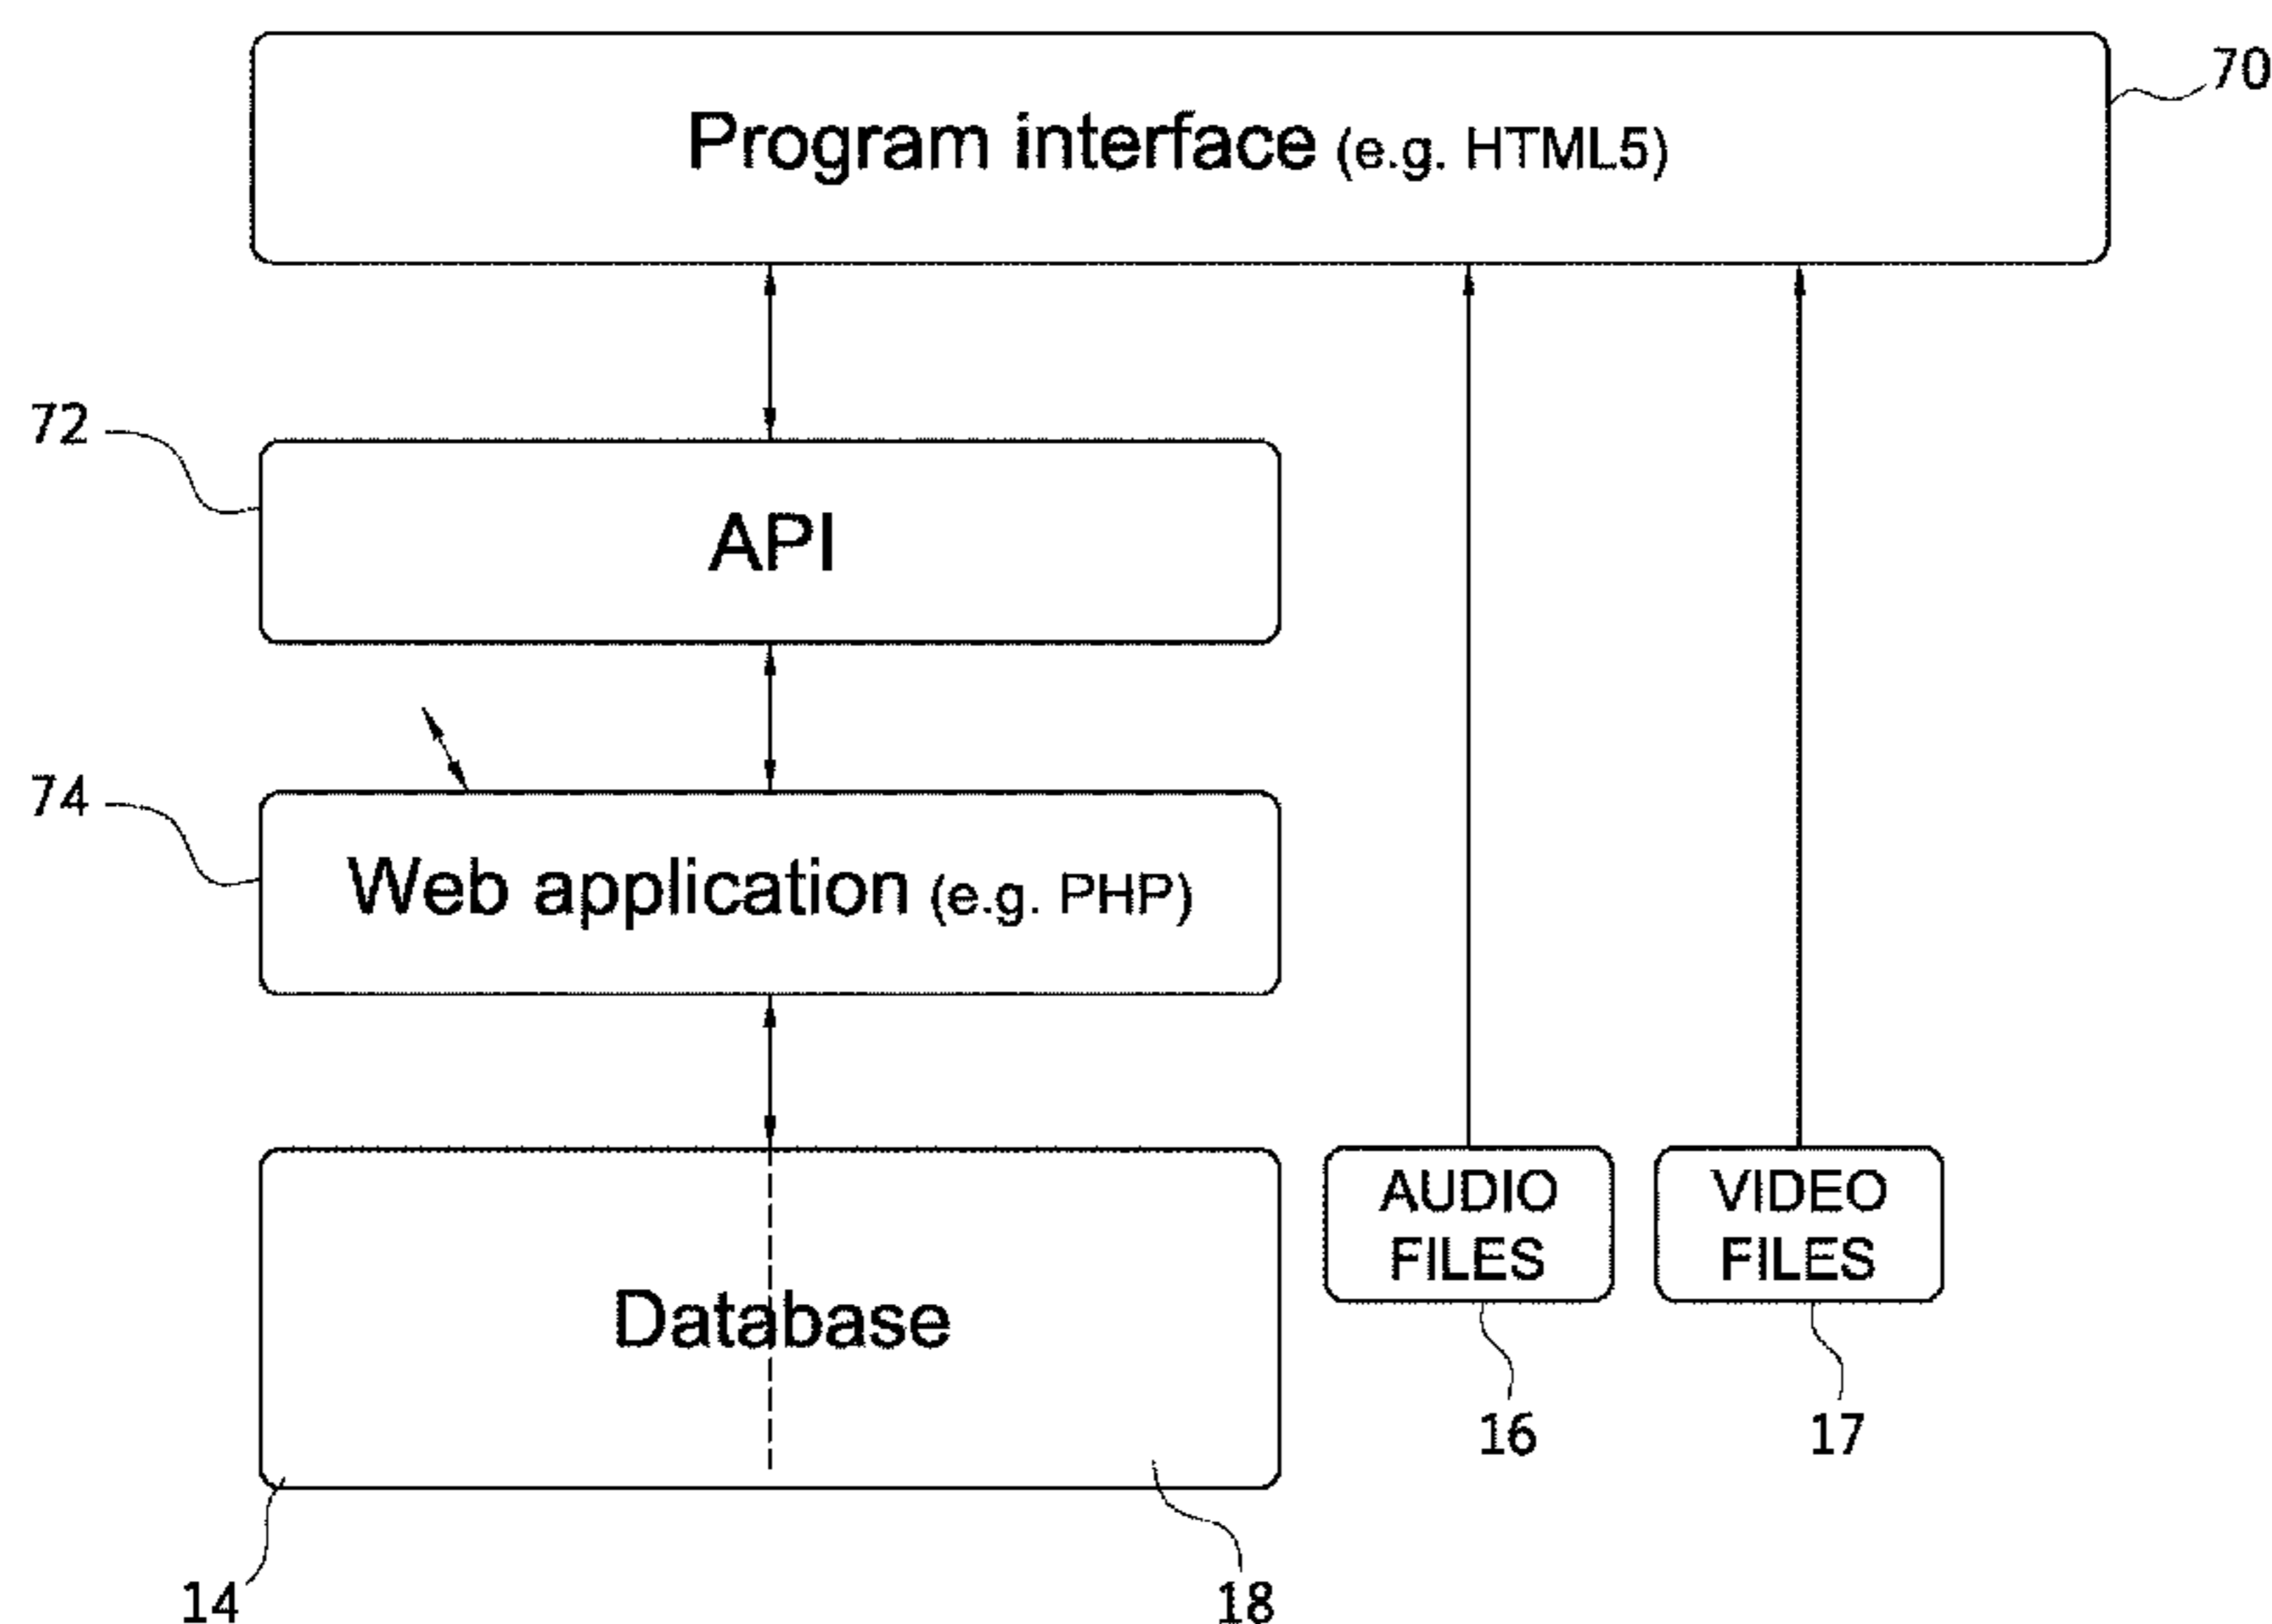 70
Program interface (e.g. HTML5)
72
API
74
Web application (e.g. PHP)
AUDIO
FILES
VIDEO
FILES
Database
16
17
14
18